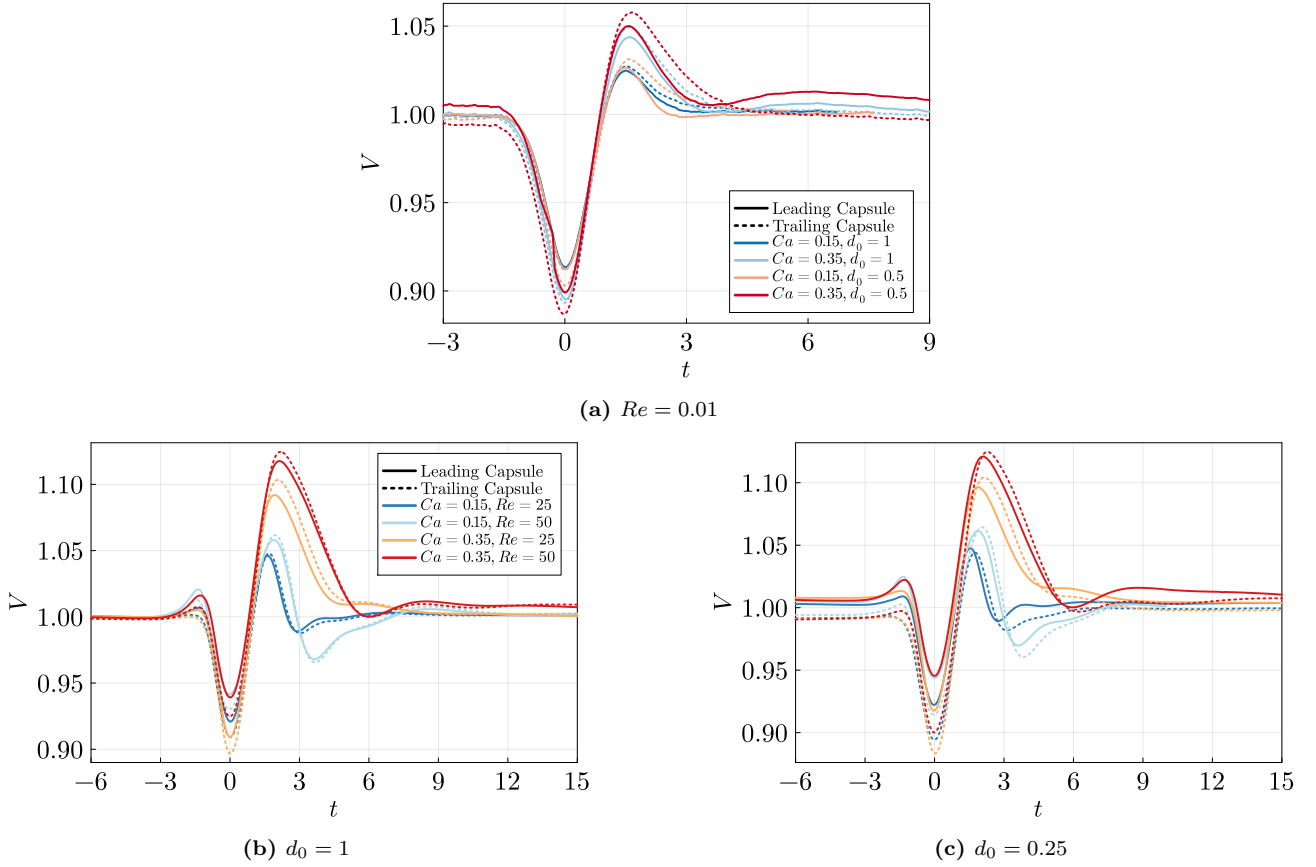 1.05
1.00
0.95
0.90
V
Leading Capsule
Trailing Capsule
Ca = 0.15, d₀ = 1
Ca = 0.35, d₀ = 1
Ca = 0.15, d₀ = 0.5
Ca = 0.35, d₀ = 0.5
−3 0 3 6 9
t
(a) Re = 0.01
1.10
1.05
1.00
0.95
0.90
V
Leading Capsule
Trailing Capsule
Ca = 0.15, Re = 25
Ca = 0.15, Re = 50
Ca = 0.35, Re = 25
Ca = 0.35, Re = 50
−6 −3 0 3 6 9 12 15
t
(b) d₀ = 1
1.10
1.05
1.00
0.95
0.90
V
−6 −3 0 3 6 9 12 15
t
(c) d₀ = 0.25